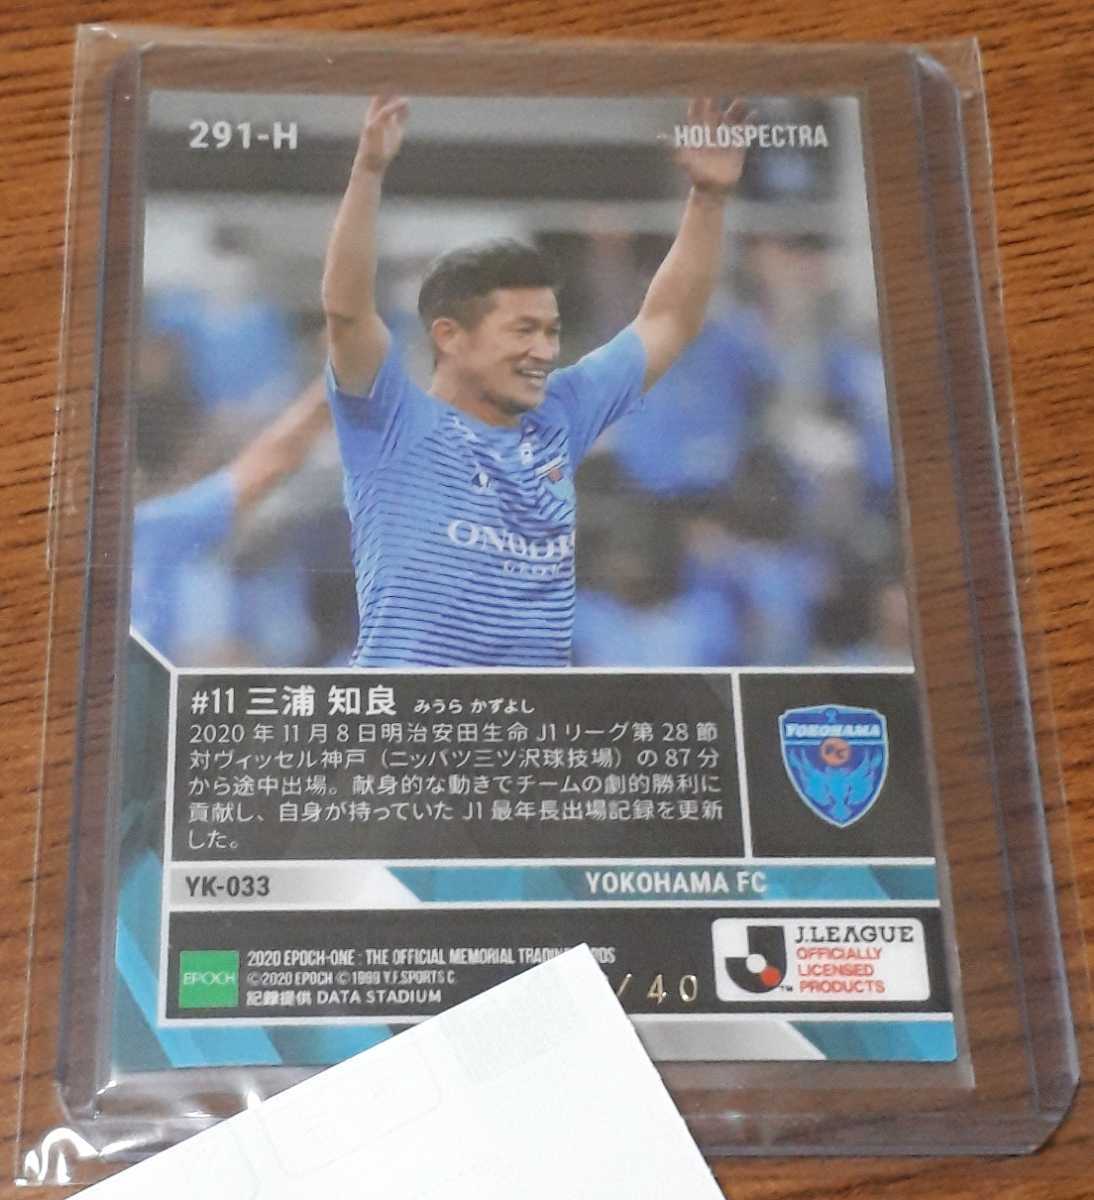 291-H
HOLOSPECTRA
#11 三浦 知良 みうら かずよし
2020 年 11 月 8 日明治安田生命 J1 リーグ第 28 節
対ヴィッセル神戸（ニッパツ三ツ沢球技場）の 87 分
から途中出場。献身的な動きでチームの劇的勝利に
貢献し、自身が持っていた J1 最年長出場記録を更新
した。
YOKOHAMA
FC
YK-033
YOKOHAMA FC
EPOCH
2020 EPOCH-ONE : THE OFFICIAL MEMORIAL TRADING CARDS
©2020 EPOCH ©1999 Y.F.SPORTS C.
記録提供 DATA STADIUM
/40
J.LEAGUE
OFFICIALLY
LICENSED
PRODUCTS
TM